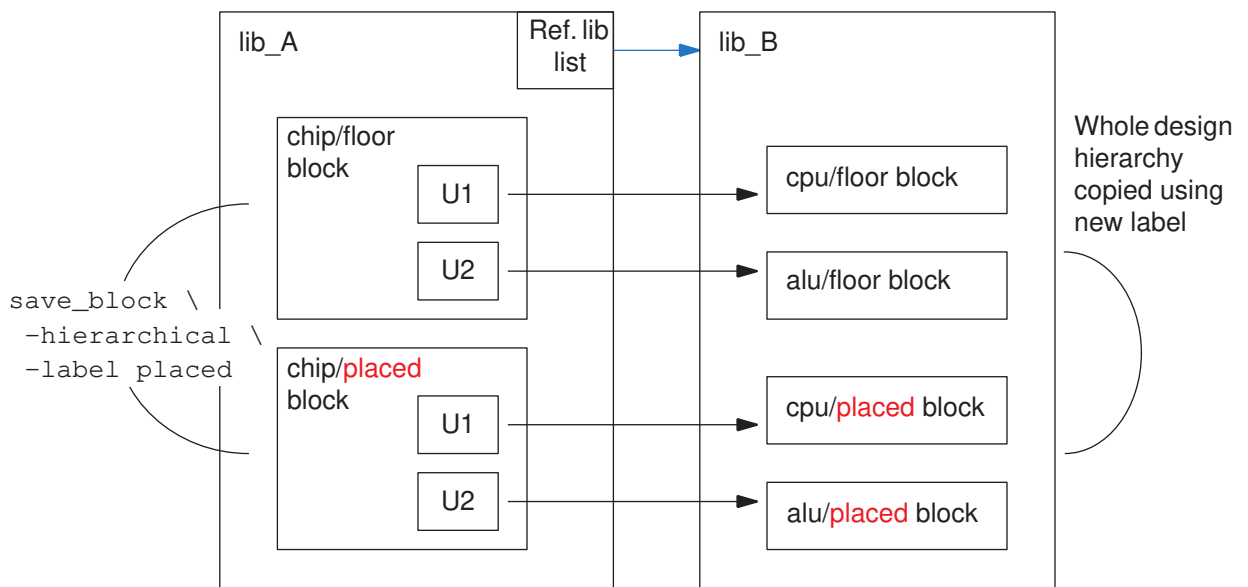 lib_A
Ref. lib
list
lib_B
chip/floor
block
U1
U2
cpu/floor block
alu/floor block
Whole design
hierarchy
copied using
new label
save_block \
-hierarchical \
-label placed
chip/placed
block
U1
U2
cpu/placed block
alu/placed block